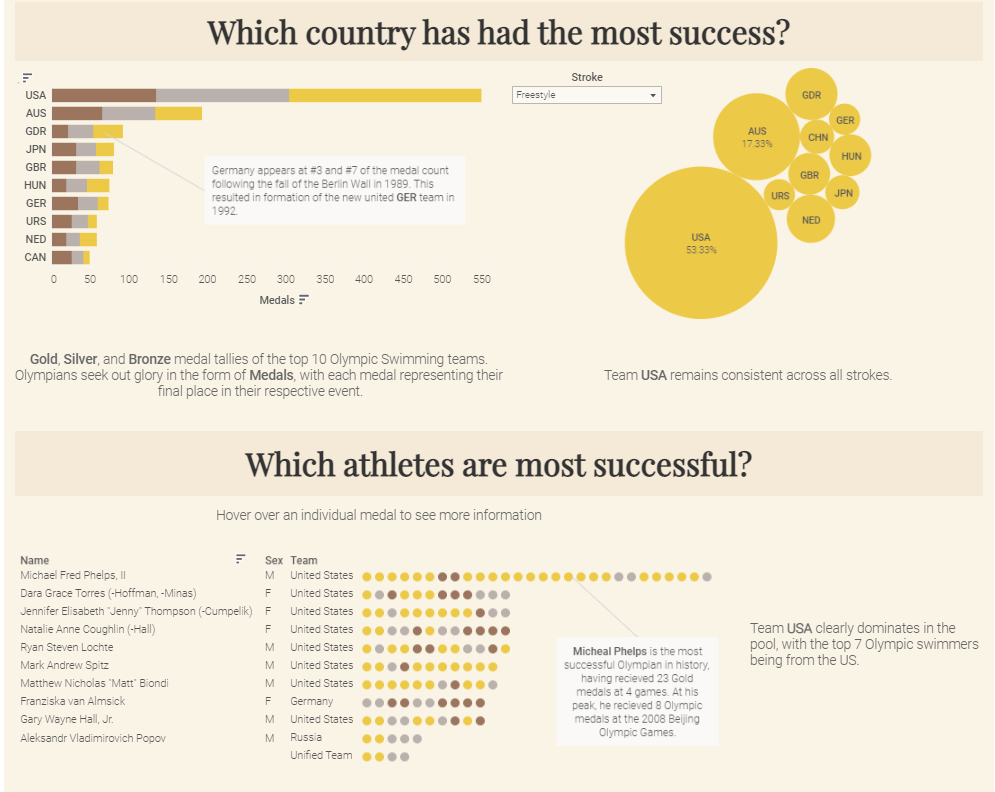 Which country has had the most success?
USA
AUS
GDR
JPN
GBR
HUN
GER
URS
NED
CAN
0 50 100 150 200 250 300 350 400 450 500 550
Medals
Germany appears at #3 and #7 of the medal count
following the fall of the Berlin Wall in 1989. This
resulted in formation of the new united GER team in
1992.
Stroke
Freestyle
GDR
AUS
17.33%
GER
CHN
HUN
GBR
URS
JPN
NED
USA
53.33%
Gold, Silver, and Bronze medal tallies of the top 10 Olympic Swimming teams.
Olympians seek out glory in the form of Medals, with each medal representing their
final place in their respective event.
Team USA remains consistent across all strokes.
Which athletes are most successful?
Hover over an individual medal to see more information
Name Sex Team
Michael Fred Phelps, II M United States
Dara Grace Torres (-Hoffman, -Minas) F United States
Jennifer Elisabeth "Jenny" Thompson (-Cumpelik) F United States
Natalie Anne Coughlin (-Hall) F United States
Ryan Steven Lochte M United States
Mark Andrew Spitz M United States
Matthew Nicholas "Matt" Biondi M United States
Franziska van Almsick F Germany
Gary Wayne Hall, Jr. M United States
Aleksandr Vladimirovich Popov M Russia
Unified Team
Micheal Phelps is the most
successful Olympian in history,
having recieved 23 Gold
medals at 4 games. At his
peak, he recieved 8 Olympic
medals at the 2008 Beijing
Olympic Games.
Team USA clearly dominates in the
pool, with the top 7 Olympic swimmers
being from the US.